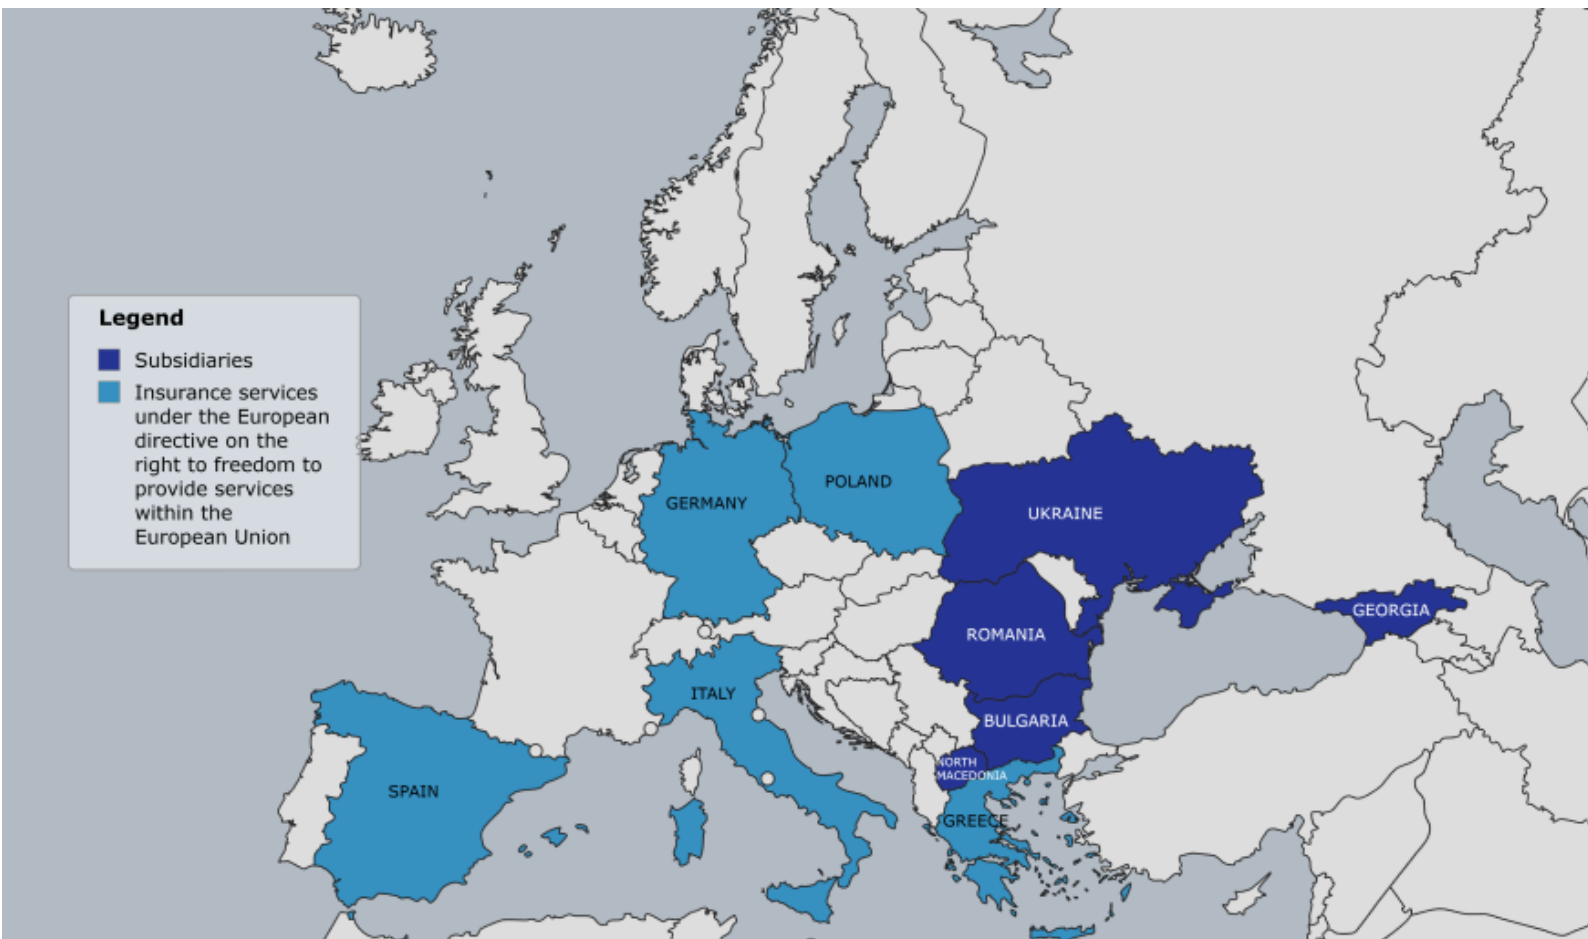 Legend
Subsidiaries
Insurance services
under the European
directive on the
right to freedom to
provide services
within the
European Union
POLAND
GERMANY
UKRAINE
GEORGIA
ROMANIA
ITALY
BULGARIA
NORTH
MACEDONIA
SPAIN
GREECE